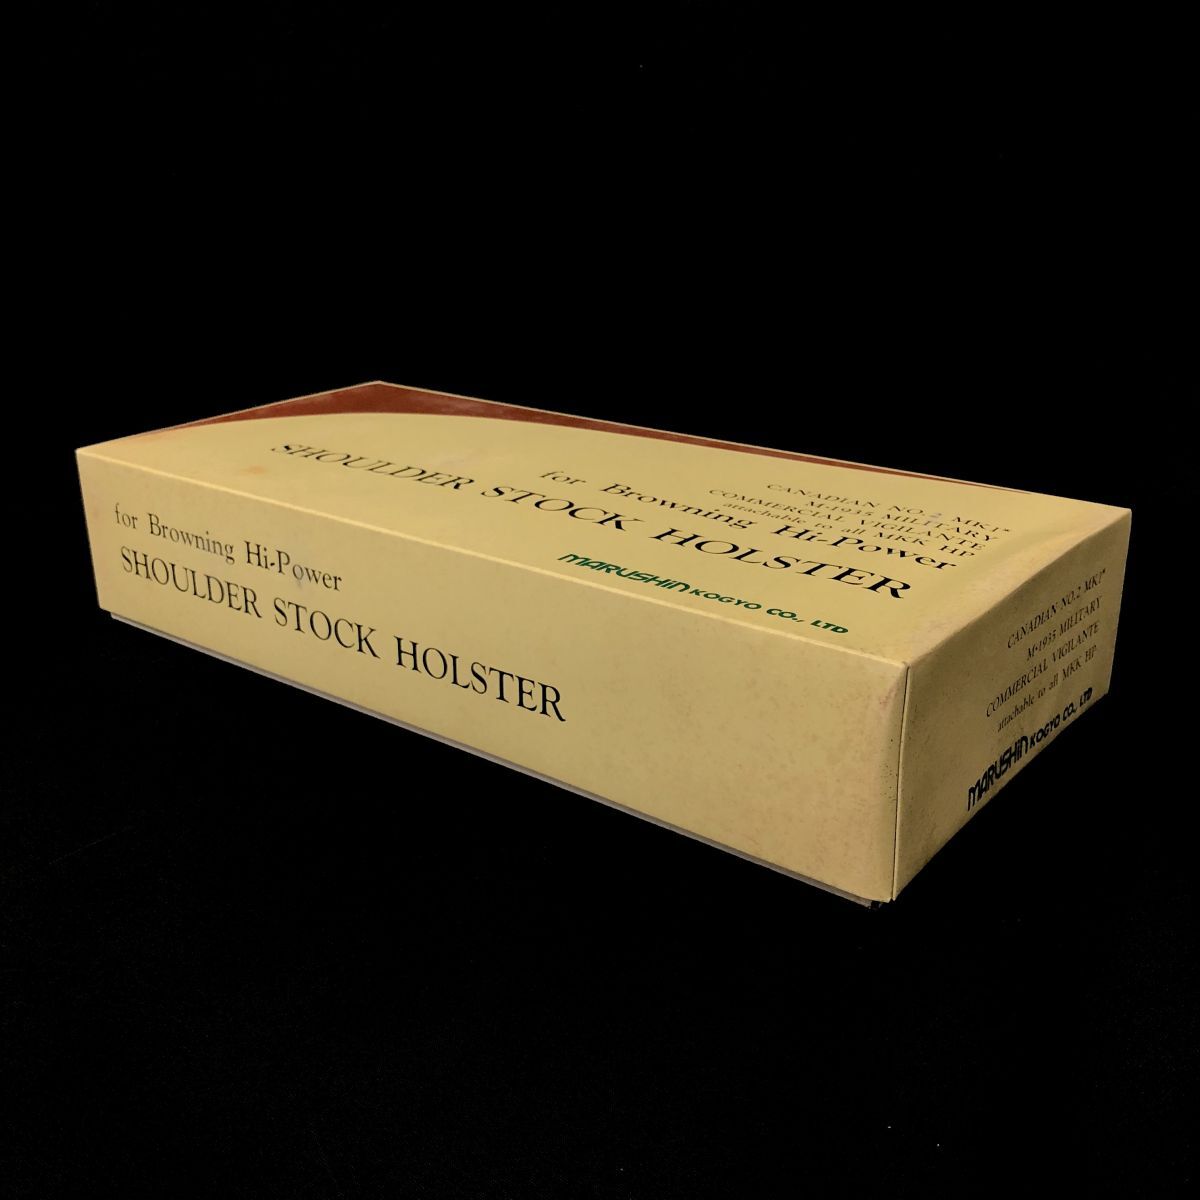 CANADIAN NO.2 MK1*
M•1935 MILITARY
COMMERCIAL VIGILANTE
attachable to all MKK HP
for Browning Hi-Power
SHOULDER STOCK HOLSTER
MARUSHIN KOGYO CO., LTD
for Browning Hi-Power
SHOULDER STOCK HOLSTER
CANADIAN NO.2 MK1*
M•1935 MILITARY
COMMERCIAL VIGILANTE
attachable to all MKK HP
MARUSHIN KOGYO CO., LTD